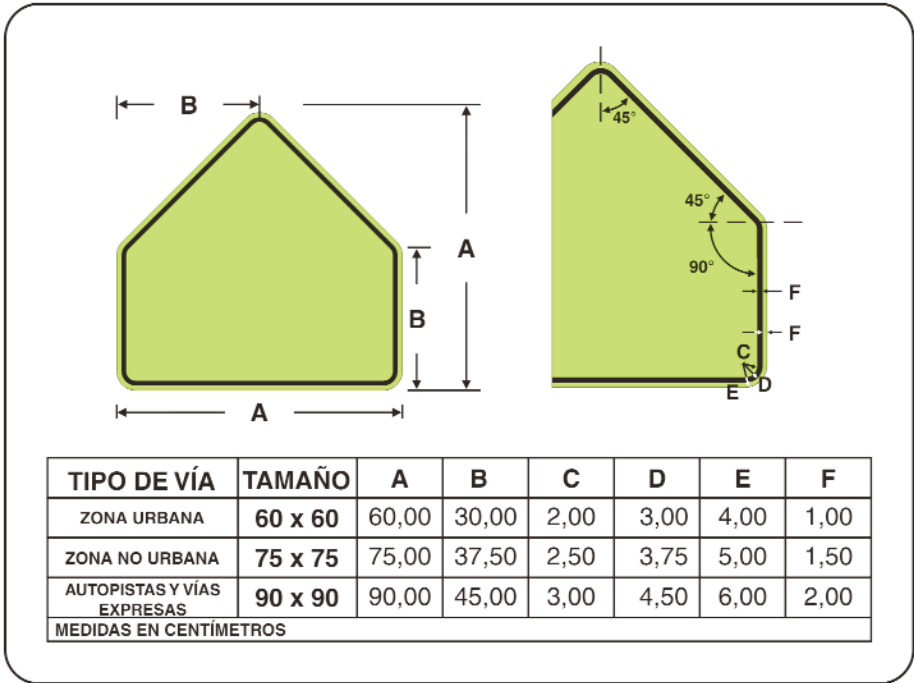 B
A
B
A
45°
45°
90°
F
F
C
D
E
TIPO DE VÍA TAMAÑO A B C D E F
ZONA URBANA 60 x 60 60,00 30,00 2,00 3,00 4,00 1,00
ZONA NO URBANA 75 x 75 75,00 37,50 2,50 3,75 5,00 1,50
AUTOPISTAS Y VÍAS
EXPRESAS 90 x 90 90,00 45,00 3,00 4,50 6,00 2,00
MEDIDAS EN CENTÍMETROS